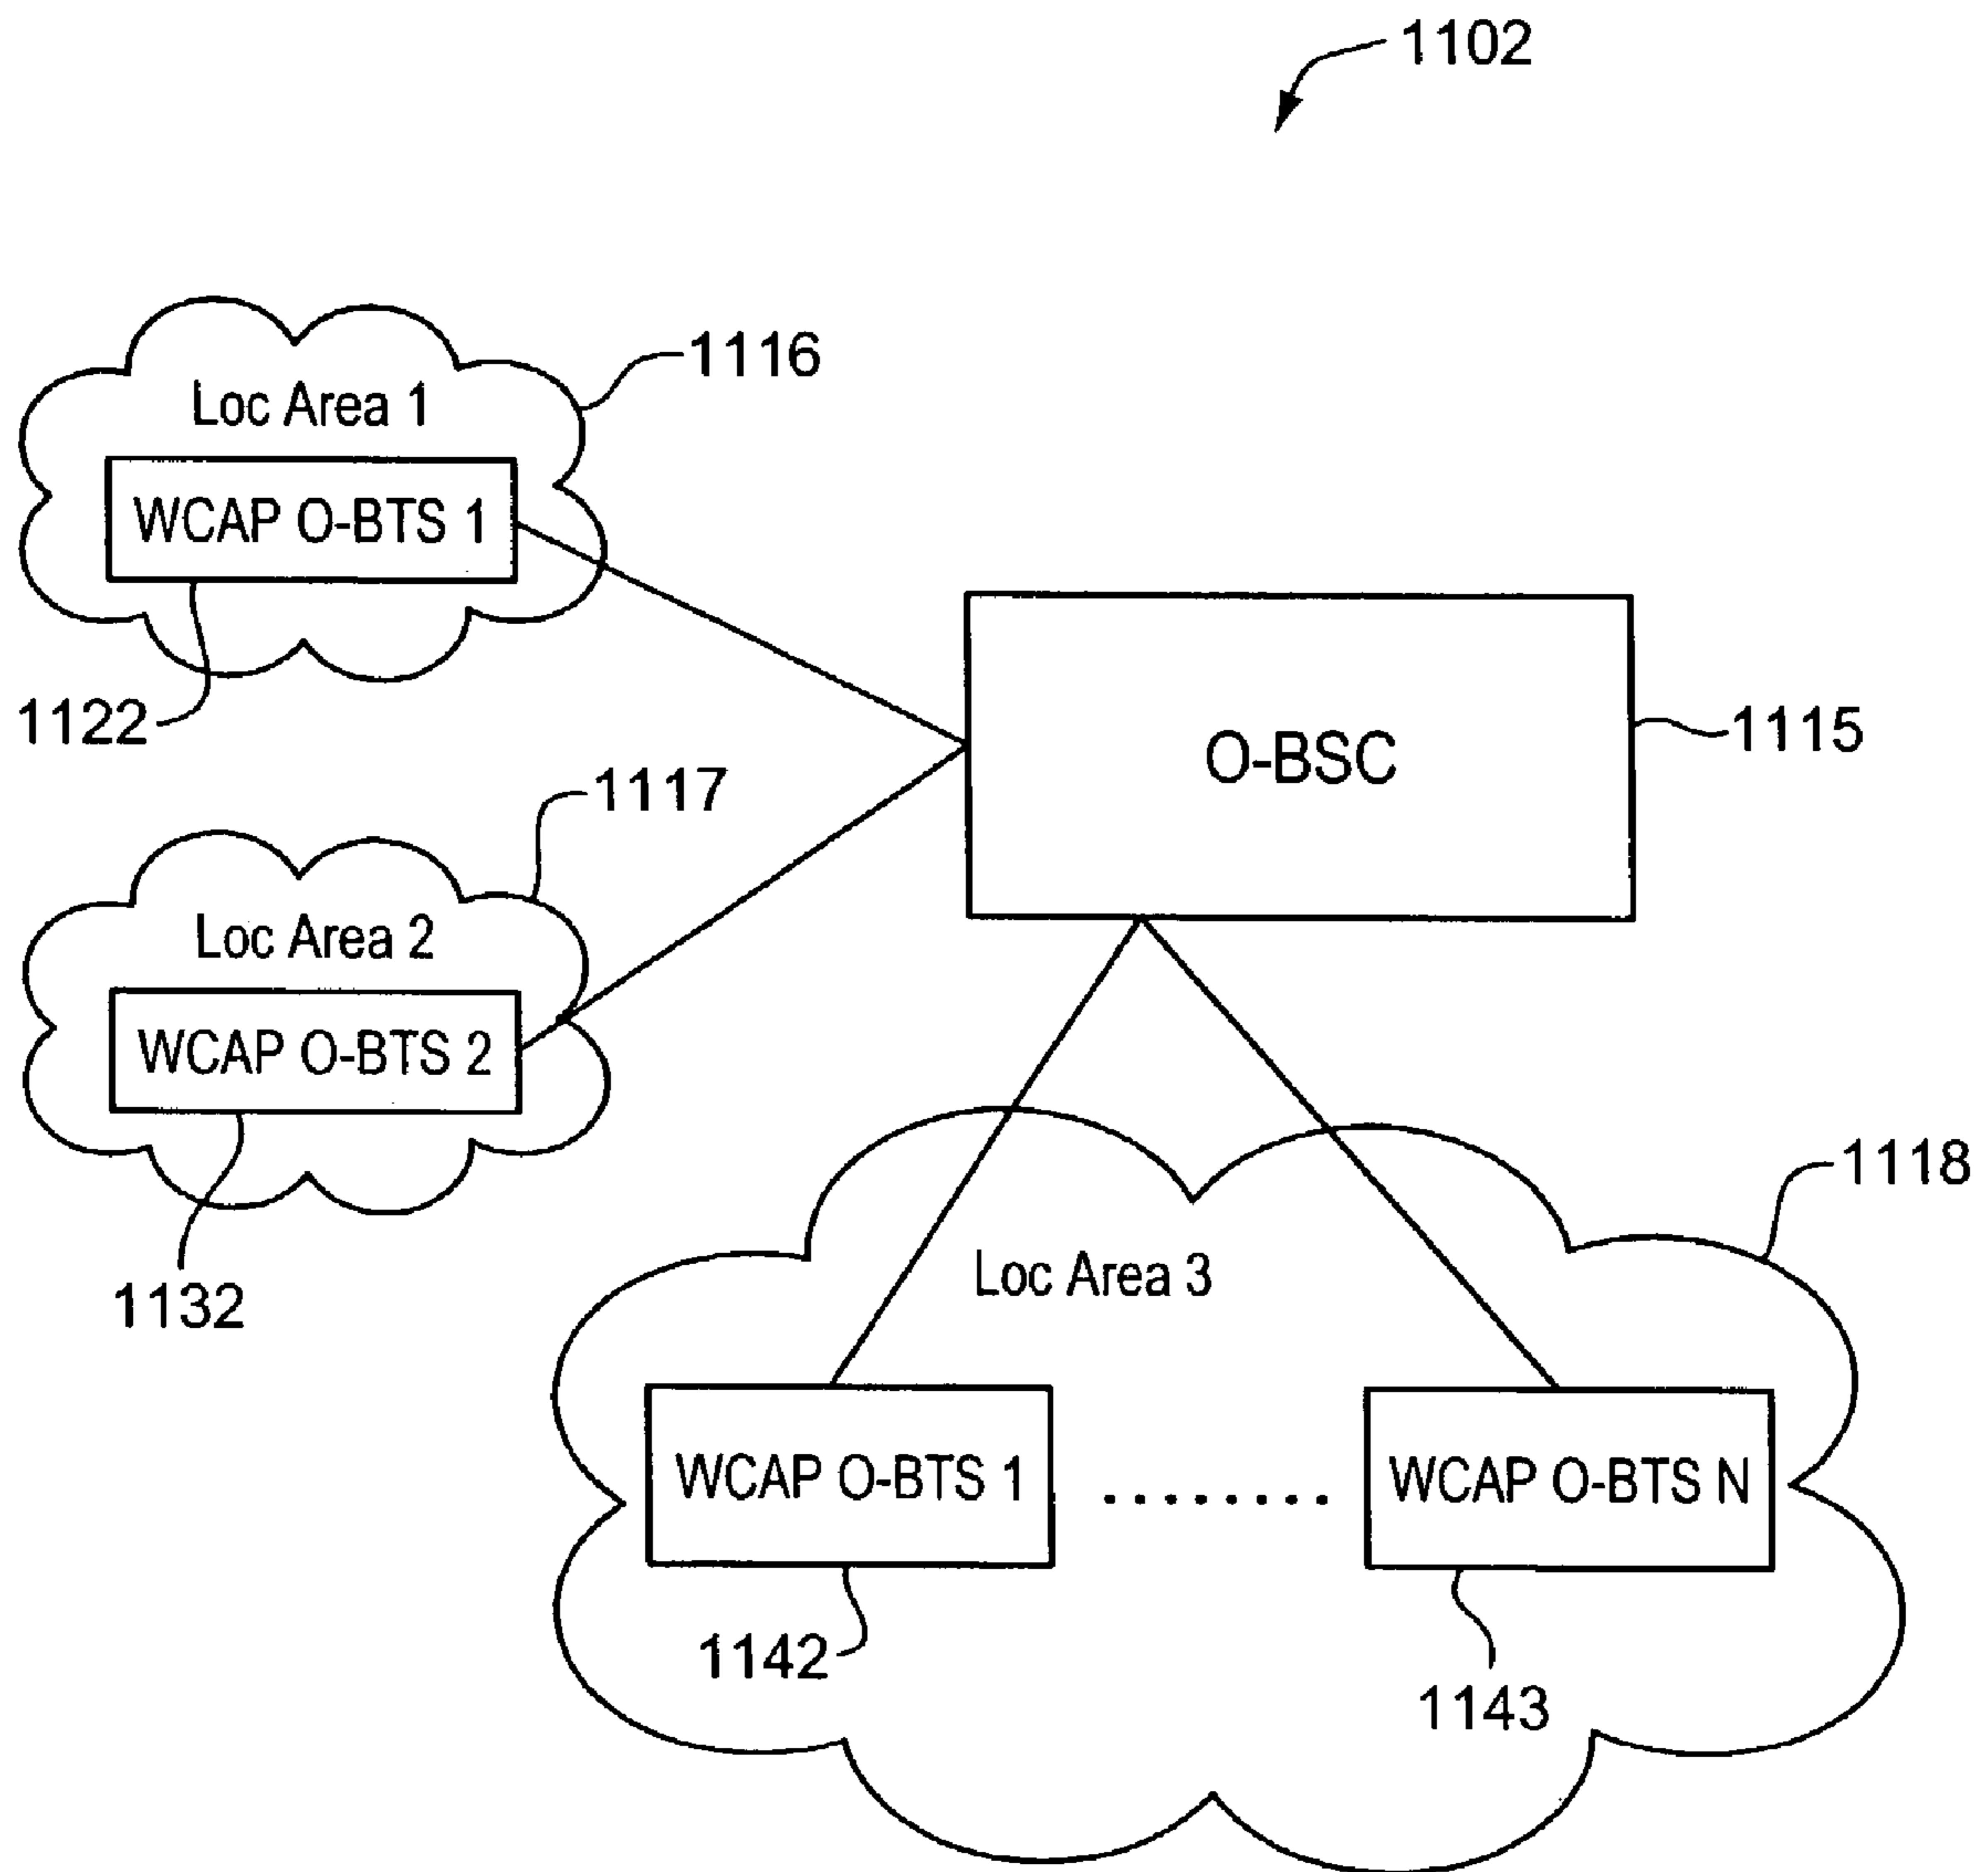 1102
1116
Loc Area 1
WCAP O-BTS 1
1122
O-BSC
1115
1117
Loc Area 2
WCAP O-BTS 2
1132
1118
Loc Area 3
WCAP O-BTS 1
........
WCAP O-BTS N
1142
1143